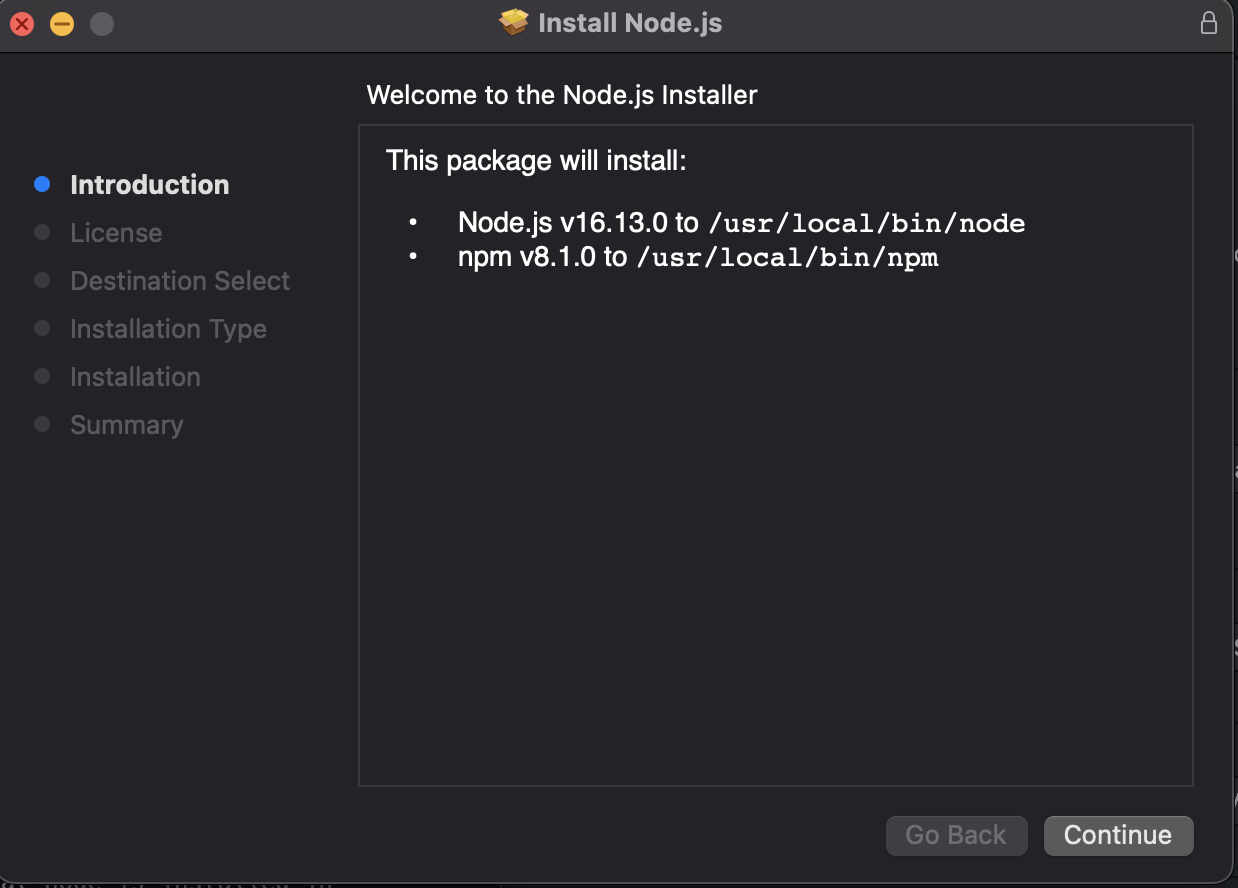 Install Node.js
Welcome to the Node.js Installer
Introduction
License
Destination Select
Installation Type
Installation
Summary
This package will install:
• Node.js v16.13.0 to /usr/local/bin/node
• npm v8.1.0 to /usr/local/bin/npm
Go Back
Continue